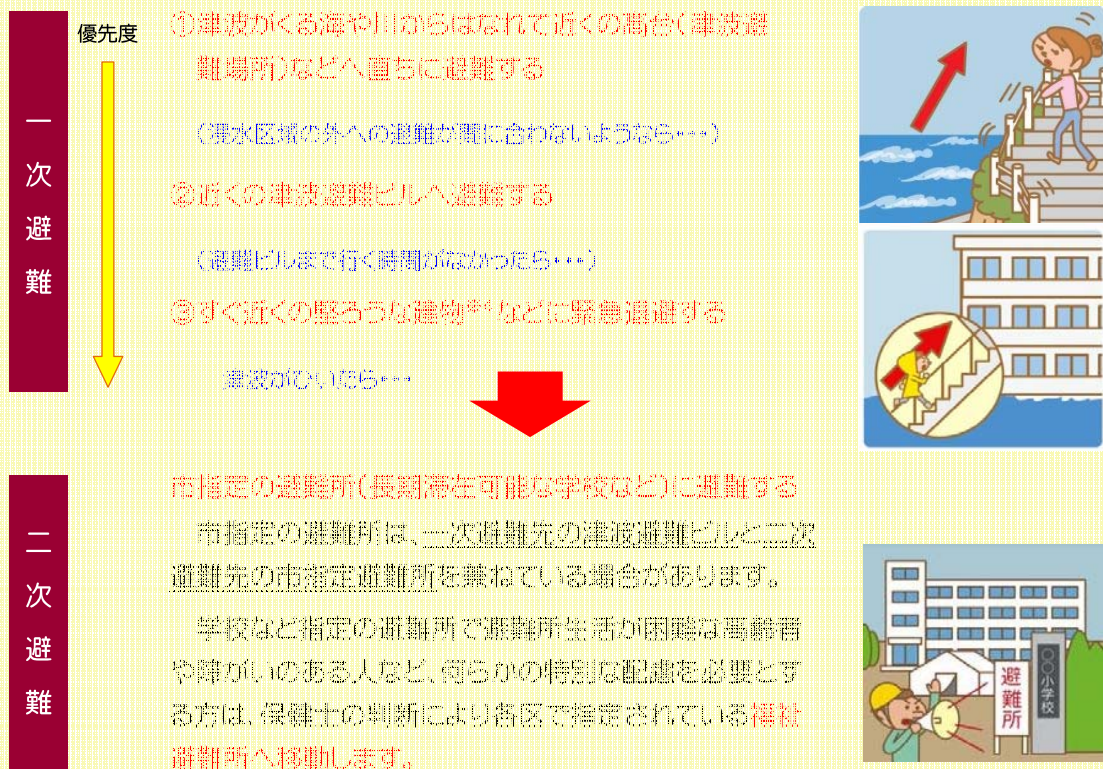 一次避難
優先度
①津波がくる海や川からはなれて近くの高台(津波避
難場所)などへ直ちに避難する
(浸水区域の外への避難が間に合わないようなら…)
②近くの津波避難ビルへ避難する
(避難ビルまで行く時間がなかったら…)
③すぐ近くの堅ろうな建物などに緊急退避する
津波がひいたら…
二次避難
市指定の避難所(長期滞在可能な学校など)に避難する
市指定の避難所は、一次避難先の津波避難ビルと二次
避難先の市指定避難所を兼ねている場合があります。
学校など指定の避難所で避難所生活が困難な高齢者
や障がいのある人など、何らかの特別な配慮を必要とす
る方は、保健士の判断により各区で指定されている福祉
避難所へ移動します。
避難所
〇〇小学校